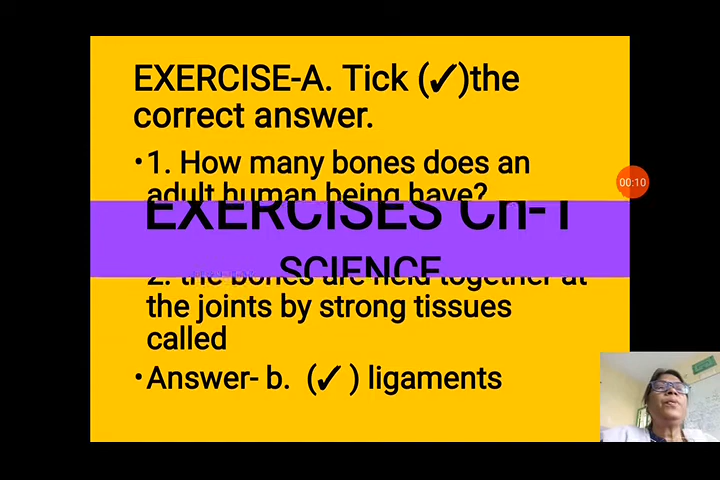 EXERCISE-A. Tick (✓)the
correct answer.
•1. How many bones does an
adult human being have?
EXERCISES Ch-1
SCIENCE
2. the bones are held together at
the joints by strong tissues
called
•Answer- b. (✓ ) ligaments
00:10